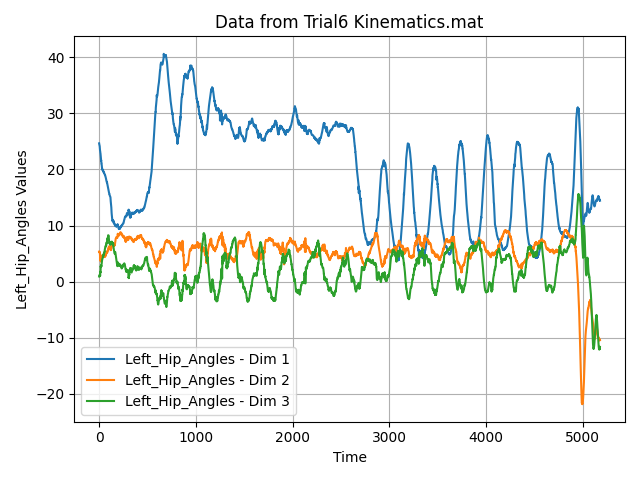 Data from Trial6 Kinematics.mat
Left_Hip_Angles Values
40
30
20
10
0
−10
−20
Left_Hip_Angles - Dim 1
Left_Hip_Angles - Dim 2
Left_Hip_Angles - Dim 3
0 1000 2000 3000 4000 5000
Time